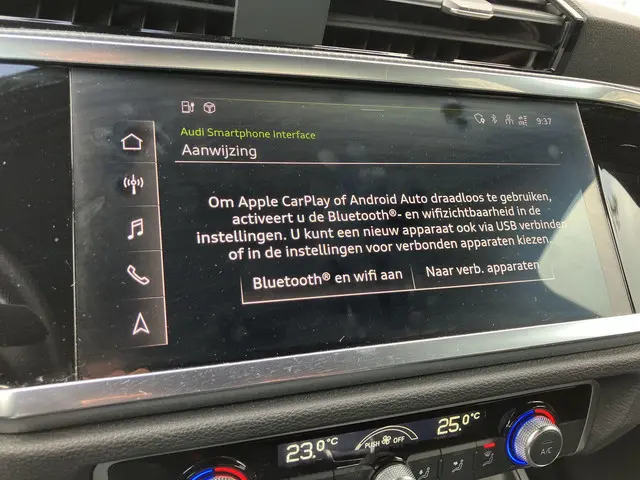 9:37
Audi Smartphone Interface
Aanwijzing
Om Apple CarPlay of Android Auto draadloos te gebruiken,
activeert u de Bluetooth®- en wifizichtbaarheid in de
instellingen. U kunt een nieuw apparaat ook via USB verbinden
of in de instellingen voor verbonden apparaten kiezen.
Bluetooth® en wifi aan
Naar verb. apparaten
23.0 °C
PUSH OFF
25.0 °C
A/C